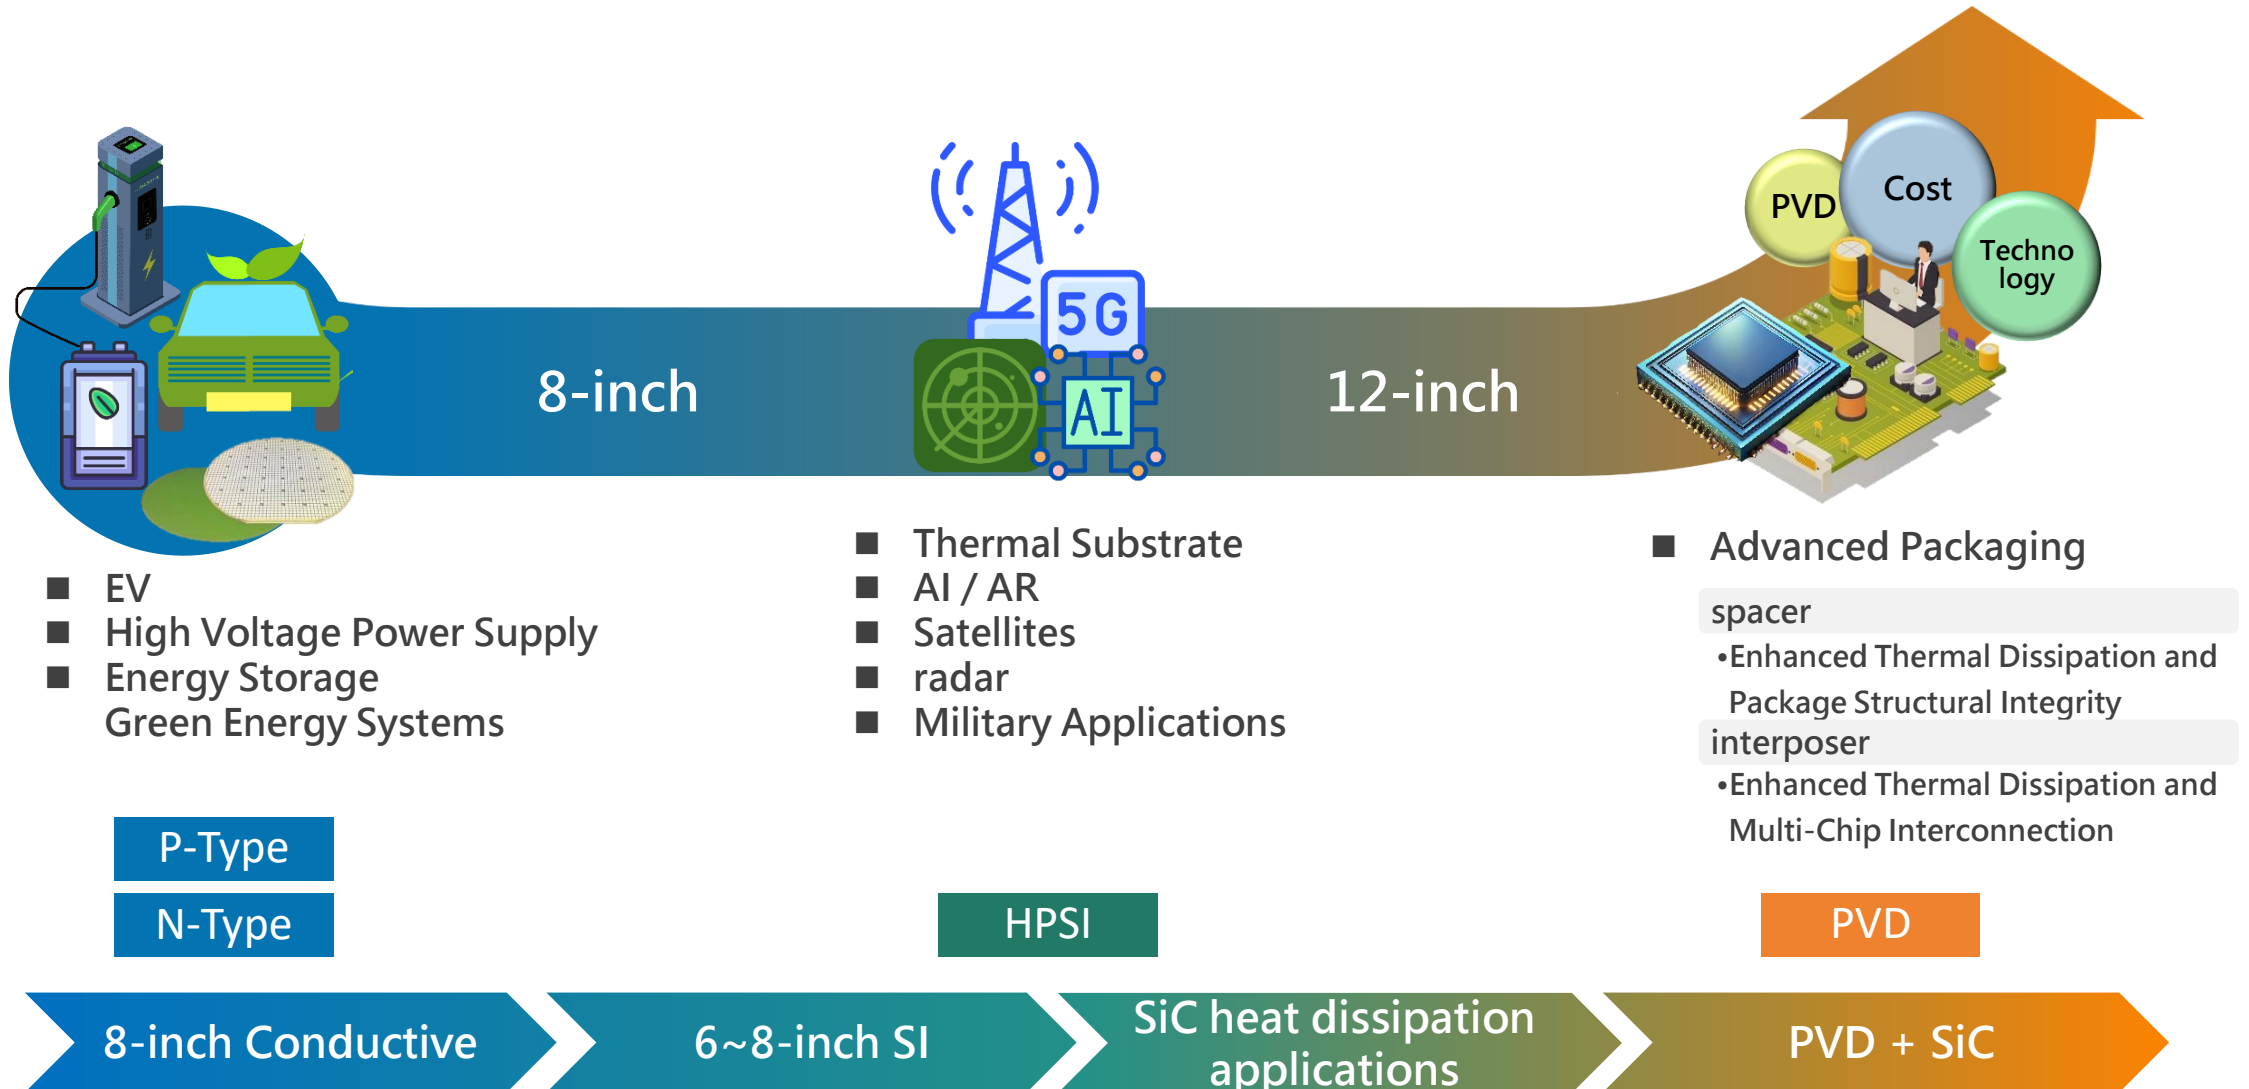 PVD
Cost
Techno
logy
5G
AI
8-inch
12-inch
■ EV
■ High Voltage Power Supply
■ Energy Storage
Green Energy Systems
■ Thermal Substrate
■ AI / AR
■ Satellites
■ radar
■ Military Applications
■ Advanced Packaging
spacer
•Enhanced Thermal Dissipation and
Package Structural Integrity
interposer
•Enhanced Thermal Dissipation and
Multi-Chip Interconnection
P-Type
N-Type
HPSI
PVD
8-inch Conductive
6~8-inch SI
SiC heat dissipation
applications
PVD + SiC